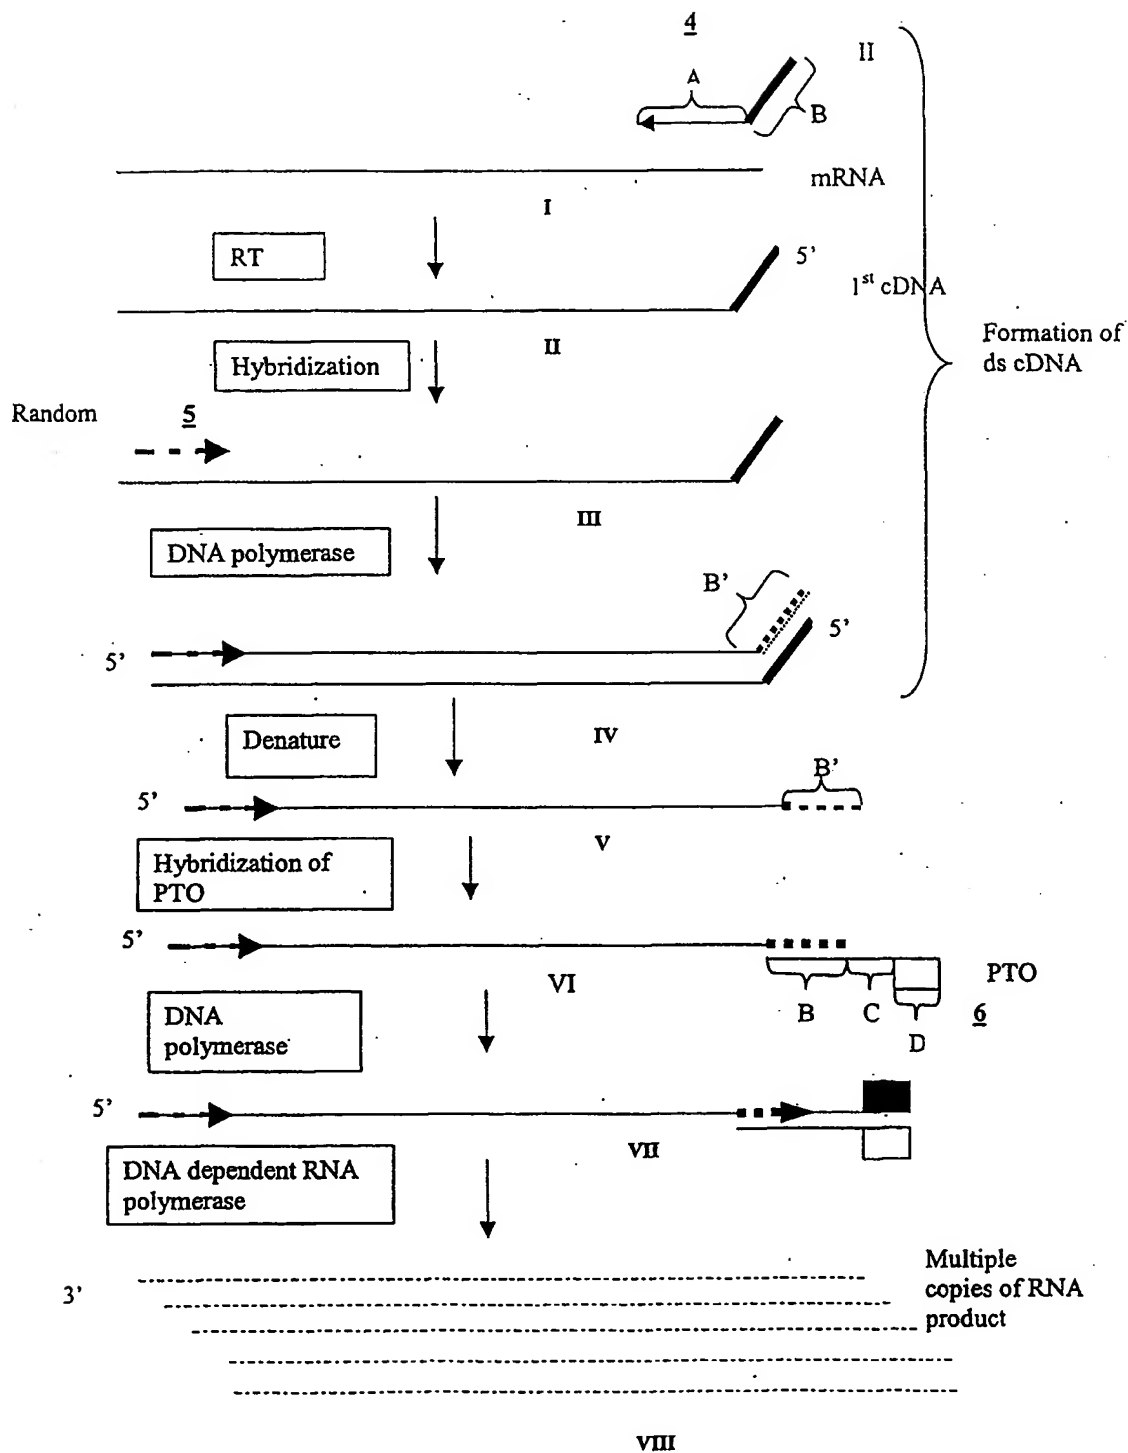 4
II
A
B
mRNA
I
RT
5’
1st cDNA
Formation of
ds cDNA
Hybridization
II
Random
5
III
DNA polymerase
B’
5’
5’
Denature
IV
B’
5’
V
Hybridization of
PTO
5’
VI
PTO
B
C
6
D
DNA
polymerase
5’
VII
DNA dependent RNA
polymerase
Multiple
copies of RNA
product
3’
VIII